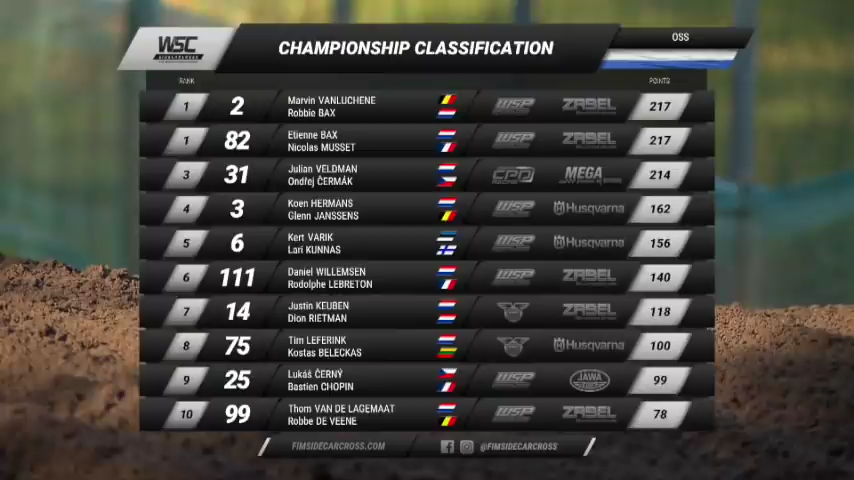 WSC
CHAMPIONSHIP CLASSIFICATION
OSS
RANK
POINTS
1 2 Marvin VANLUCHENE WSP ZABEL 217
Robbie BAX
1 82 Etienne BAX WSP ZABEL 217
Nicolas MUSSET
3 31 Julian VELDMAN CPD MEGA 214
Ondřej ČERMÁK
4 3 Koen HERMANS WSP Husqvarna 162
Glenn JANSSENS
5 6 Kert VARIK WSP Husqvarna 156
Lari KUNNAS
6 111 Daniel WILLEMSEN WSP ZABEL 140
Rodolphe LEBRETON
7 14 Justin KEUBEN ZABEL 118
Dion RIETMAN
8 75 Tim LEFERINK Husqvarna 100
Kostas BELECKAS
9 25 Lukáš ČERNÝ WSP JAWA 99
Bastien CHOPIN
10 99 Thom VAN DE LAGEMAAT WSP ZABEL 78
Robbe DE VEENE
FIMSIDECARCROSS.COM @FIMSIDECARCROSS